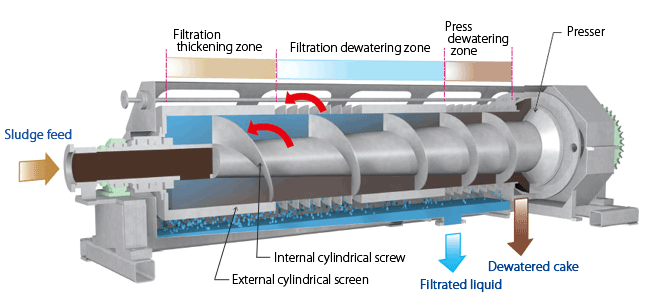 Filtration
thickening zone
Filtration dewatering zone
Press
dewatering
zone
Presser
Sludge feed
Internal cylindrical screw
External cylindrical screen
Filtrated liquid
Dewatered cake